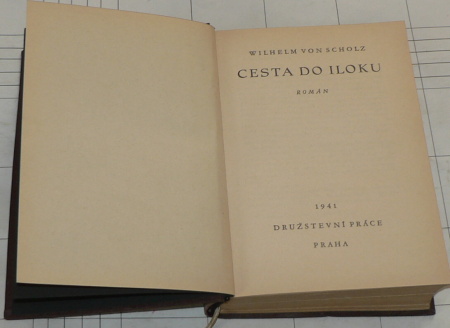 WILHELM VON SCHOLZ
CESTA DO ILOKU
ROMÁN
1941
DRUŽSTEVNÍ PRÁCE
PRAHA